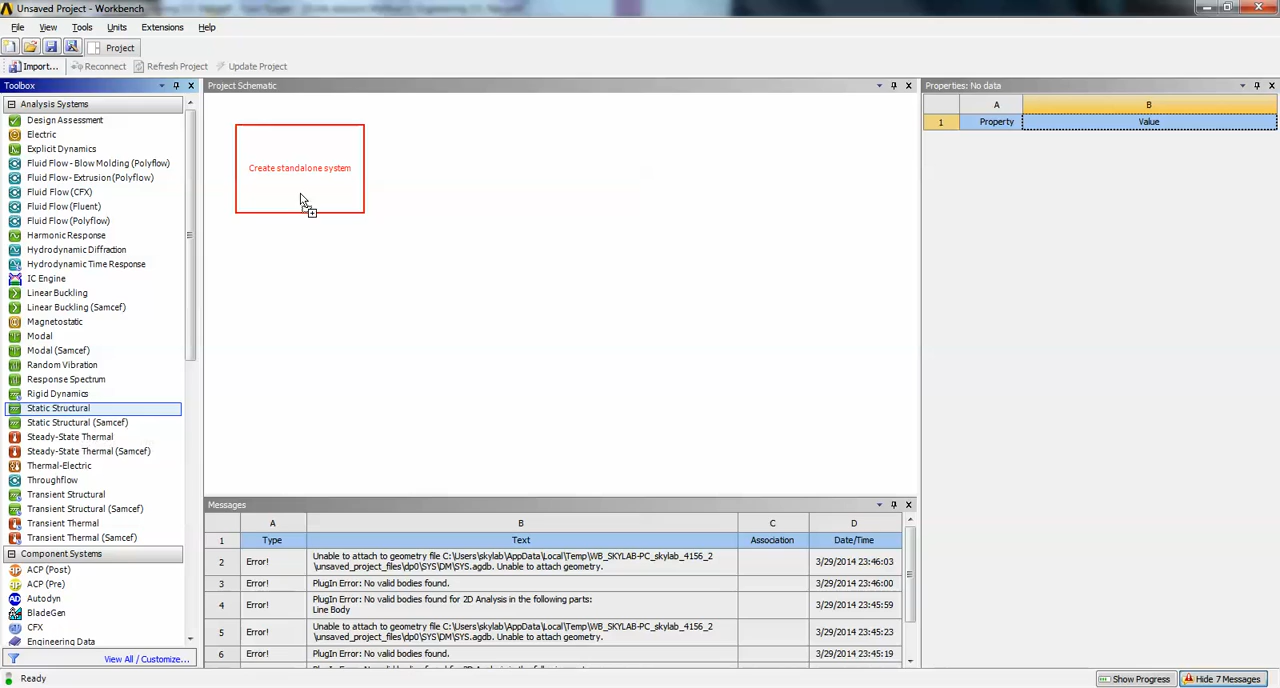 Unsaved Project - Workbench
File View Tools Units Extensions Help
Project
Import... Reconnect Refresh Project Update Project
Toolbox
Analysis Systems
Design Assessment
Electric
Explicit Dynamics
Fluid Flow - Blow Molding (Polyflow)
Fluid Flow - Extrusion (Polyflow)
Fluid Flow (CFX)
Fluid Flow (Fluent)
Fluid Flow (Polyflow)
Harmonic Response
Hydrodynamic Diffraction
Hydrodynamic Time Response
IC Engine
Linear Buckling
Linear Buckling (Samcef)
Magnetostatic
Modal
Modal (Samcef)
Random Vibration
Response Spectrum
Rigid Dynamics
Static Structural
Static Structural (Samcef)
Steady-State Thermal
Steady-State Thermal (Samcef)
Thermal-Electric
Throughflow
Transient Structural
Transient Structural (Samcef)
Transient Thermal
Transient Thermal (Samcef)
Component Systems
ACP (Post)
ACP (Pre)
Autodyn
BladeGen
CFX
Engineering Data
View All / Customize...
Project Schematic
Create standalone system
Messages
A B C D
1 Type Text Association Date/Time
2 Error! Unable to attach to geometry file C:\Users\skylab\AppData\Local\Temp\WB_SKYLAB-PC_skylab_4156_2 3/29/2014 23:46:03
\unsaved_project_files\dp0\SYS\DM\SYS.agdb. Unable to attach geometry.
3 Error! PlugIn Error: No valid bodies found. 3/29/2014 23:46:00
4 Error! PlugIn Error: No valid bodies found for 2D Analysis in the following parts: 3/29/2014 23:45:59
Line Body
5 Error! Unable to attach to geometry file C:\Users\skylab\AppData\Local\Temp\WB_SKYLAB-PC_skylab_4156_2 3/29/2014 23:45:23
\unsaved_project_files\dp0\SYS\DM\SYS.agdb. Unable to attach geometry.
6 Error! PlugIn Error: No valid bodies found. 3/29/2014 23:45:19
Properties: No data
A B
1 Property Value
Ready
Show Progress Hide 7 Messages